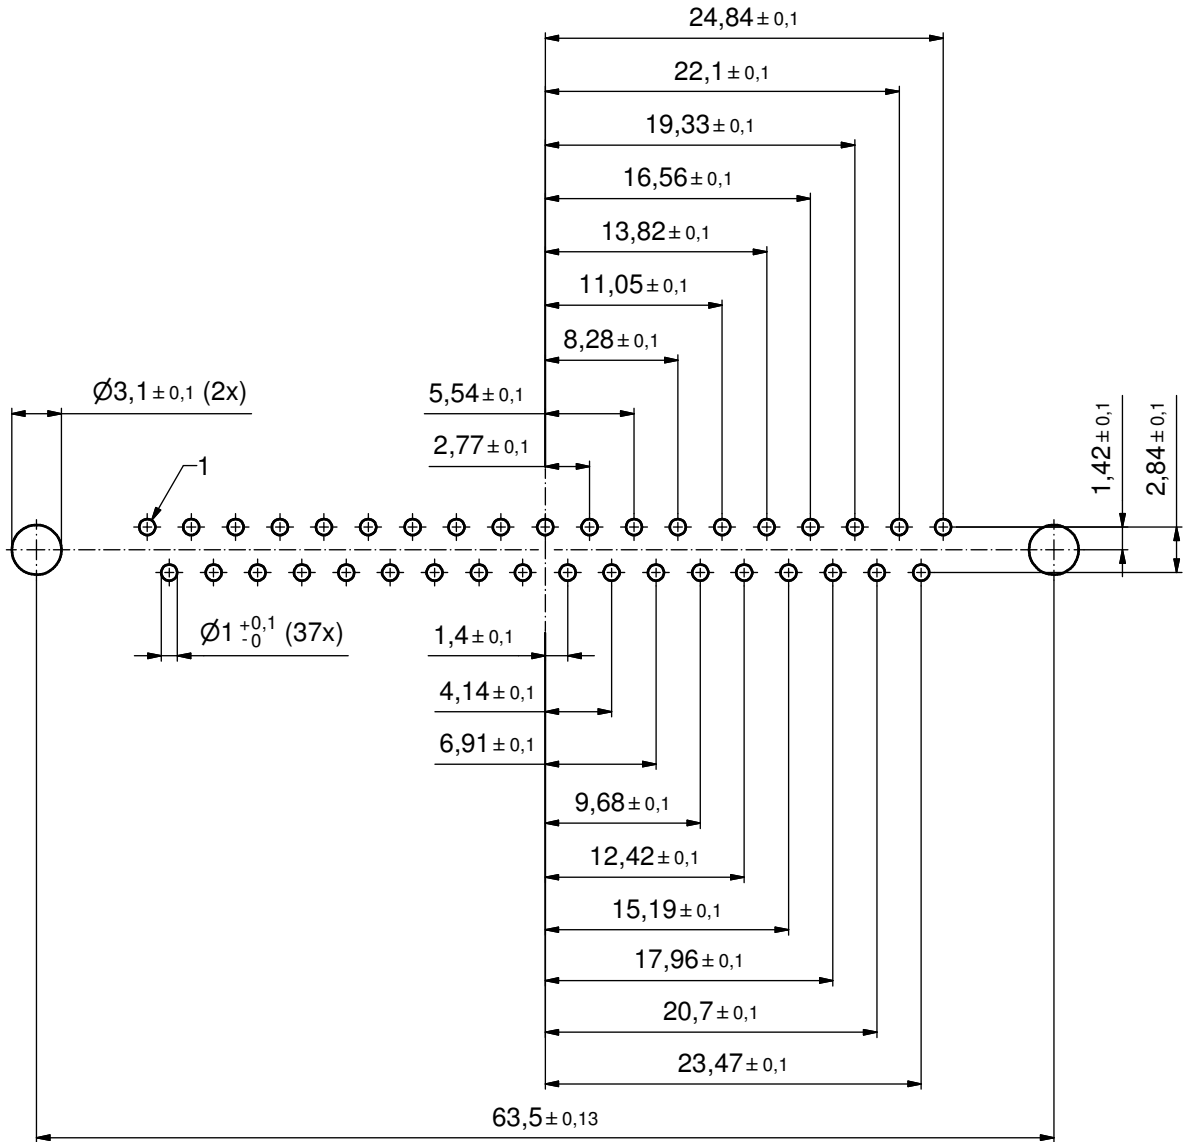 24,84 ± 0,1
22,1 ± 0,1
19,33 ± 0,1
16,56 ± 0,1
13,82 ± 0,1
11,05 ± 0,1
8,28 ± 0,1
Ø3,1 ± 0,1 (2x)
5,54 ± 0,1
1,42 ± 0,1
2,84 ± 0,1
2,77 ± 0,1
1
Ø1 +0,1 -0 (37x)
1,4 ± 0,1
4,14 ± 0,1
6,91 ± 0,1
9,68 ± 0,1
12,42 ± 0,1
15,19 ± 0,1
17,96 ± 0,1
20,7 ± 0,1
23,47 ± 0,1
63,5 ± 0,13